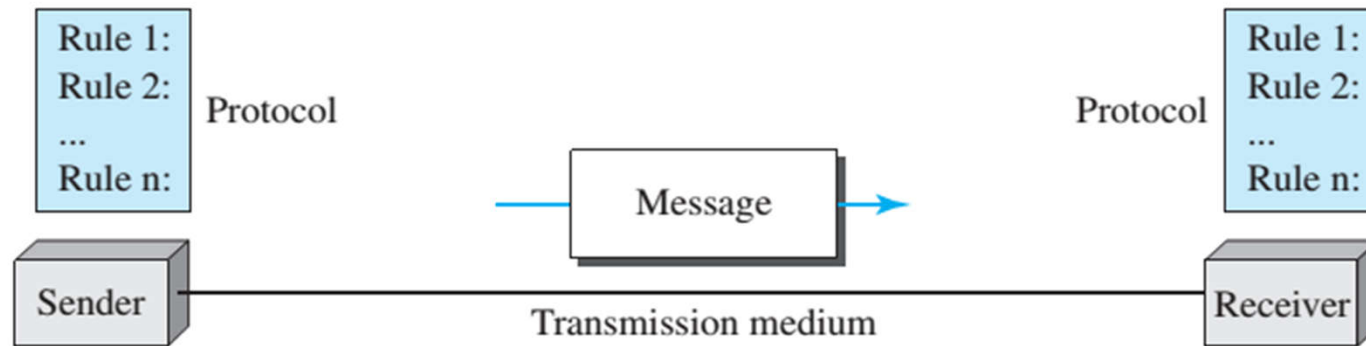 Rule 1:
Rule 2:
...
Rule n:
Protocol
Message
Protocol
Rule 1:
Rule 2:
...
Rule n:
Sender
Transmission medium
Receiver